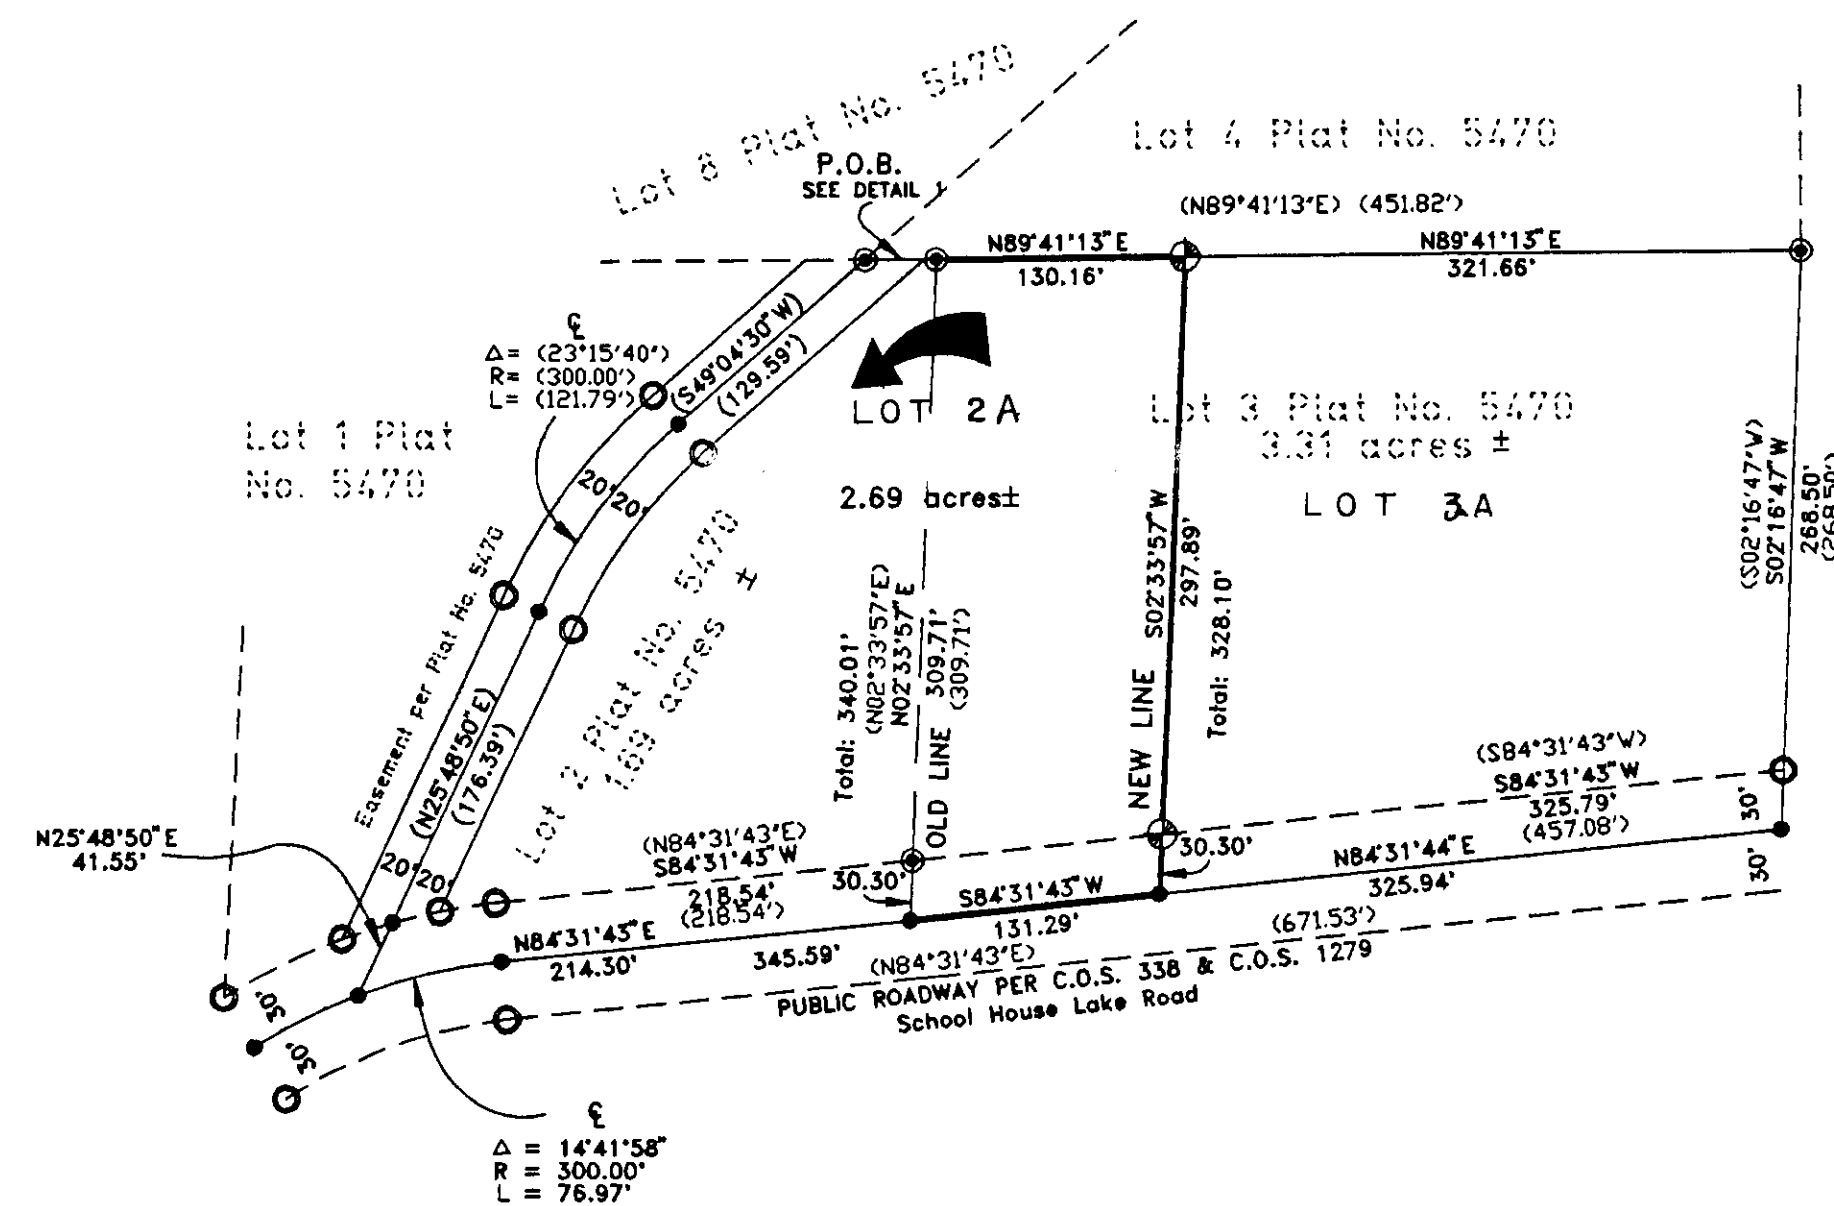 Lot 8 Plat No. 5470
Lot 4 Plat No. 5470
P.O.B.
SEE DETAIL 1
(N89°41'13"E) (451.82')
N89°41'13"E
130.16'
N89°41'13"E
321.66'
℄
Δ= (23°15'40")
R= (300.00')
L= (121.79')
(S49°04'30"W)
(129.59')
LOT 2A
2.69 acres±
Lot 1 Plat
No. 5470
Lot 3 Plat No. 5470
3.31 acres ±
LOT 3A
20' 20'
Easement per Plat No. 5470
(N25°48'50"E)
(176.39')
Lot 2 Plat No. 5470
1.69 acres ±
Total: 340.01'
(N02°33'57"E)
N02°33'57"E
OLD LINE 309.71'
(309.71')
NEW LINE S02°33'57"W
297.89'
Total: 328.10'
(S02°16'47"W)
S02°16'47"W
268.50'
(268.50')
N25°48'50"E
41.55'
20' 20'
(N84°31'43"E)
S84°31'43"W
218.54'
(218.54')
30.30'
S84°31'43"W
131.29'
30.30'
(S84°31'43"W)
S84°31'43"W
325.79'
(457.08')
30'
30'
N84°31'44"E
325.94'
N84°31'43"E
214.30'
345.59'
(N84°31'43"E)
(671.53')
PUBLIC ROADWAY PER C.O.S. 338 & C.O.S. 1279
School House Lake Road
30'
30'
℄
Δ = 14°41'58"
R = 300.00'
L = 76.97'